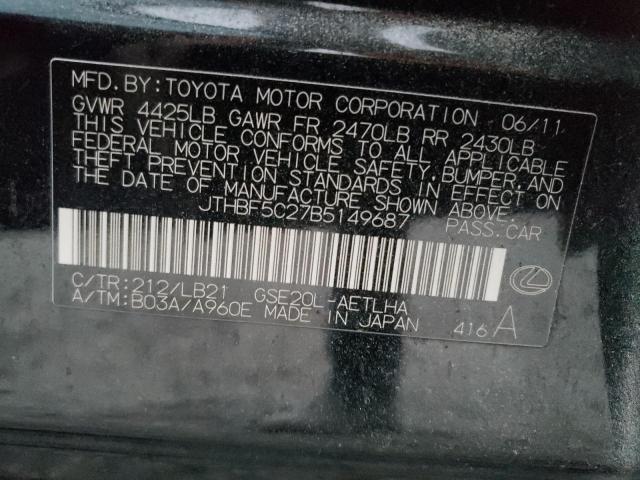 MFD.BY:TOYOTA MOTOR CORPORATION 06/11
GVWR 4425LB GAWR FR 2470LB RR 2430LB
THIS VEHICLE CONFORMS TO ALL APPLICABLE
FEDERAL MOTOR VEHICLE SAFETY,BUMPER,AND
THEFT PREVENTION STANDARDS IN EFFECT ON
THE DATE OF MANUFACTURE SHOWN ABOVE.
JTHBF5C27B5149687 PASS.CAR
C/TR:212/LB21 GSE20L-AETLHA
A/TM:B03A/A960E MADE IN JAPAN 416 A